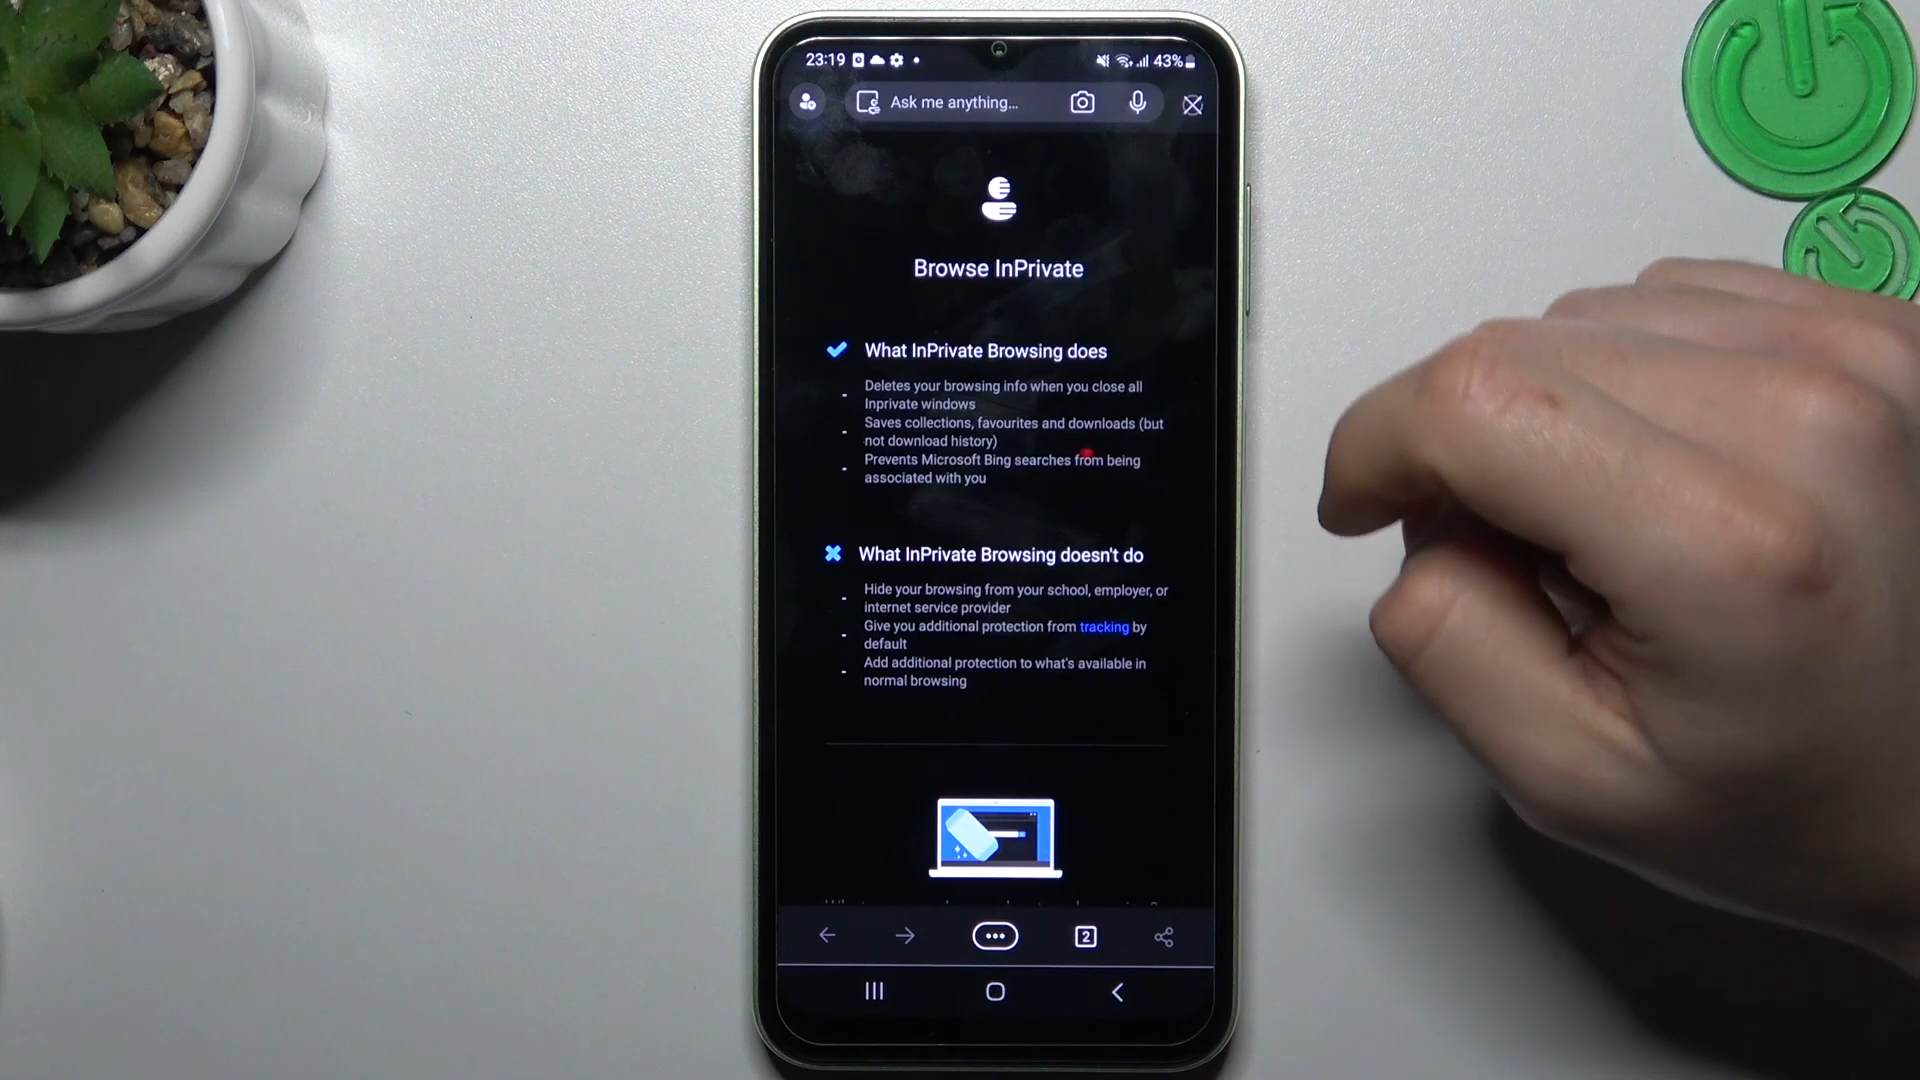 23:19
43%
Ask me anything...
Browse InPrivate
What InPrivate Browsing does
- Deletes your browsing info when you close all
Inprivate windows
- Saves collections, favourites and downloads (but
not download history)
- Prevents Microsoft Bing searches from being
associated with you
What InPrivate Browsing doesn't do
- Hide your browsing from your school, employer, or
internet service provider
- Give you additional protection from tracking by
default
- Add additional protection to what's available in
normal browsing
2